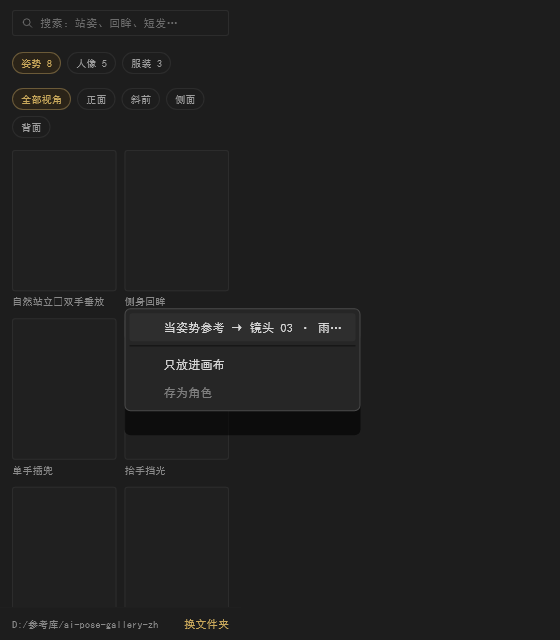 搜索：站姿、回眸、短发…
姿势 8 人像 5 服装 3
全部视角 正面 斜前 侧面
背面
自然站立□双手垂放 侧身回眸
当姿势参考 → 镜头 03 · 雨…
只放进画布
存为角色
单手插兜 抬手挡光
D:/参考库/ai-pose-gallery-zh 换文件夹